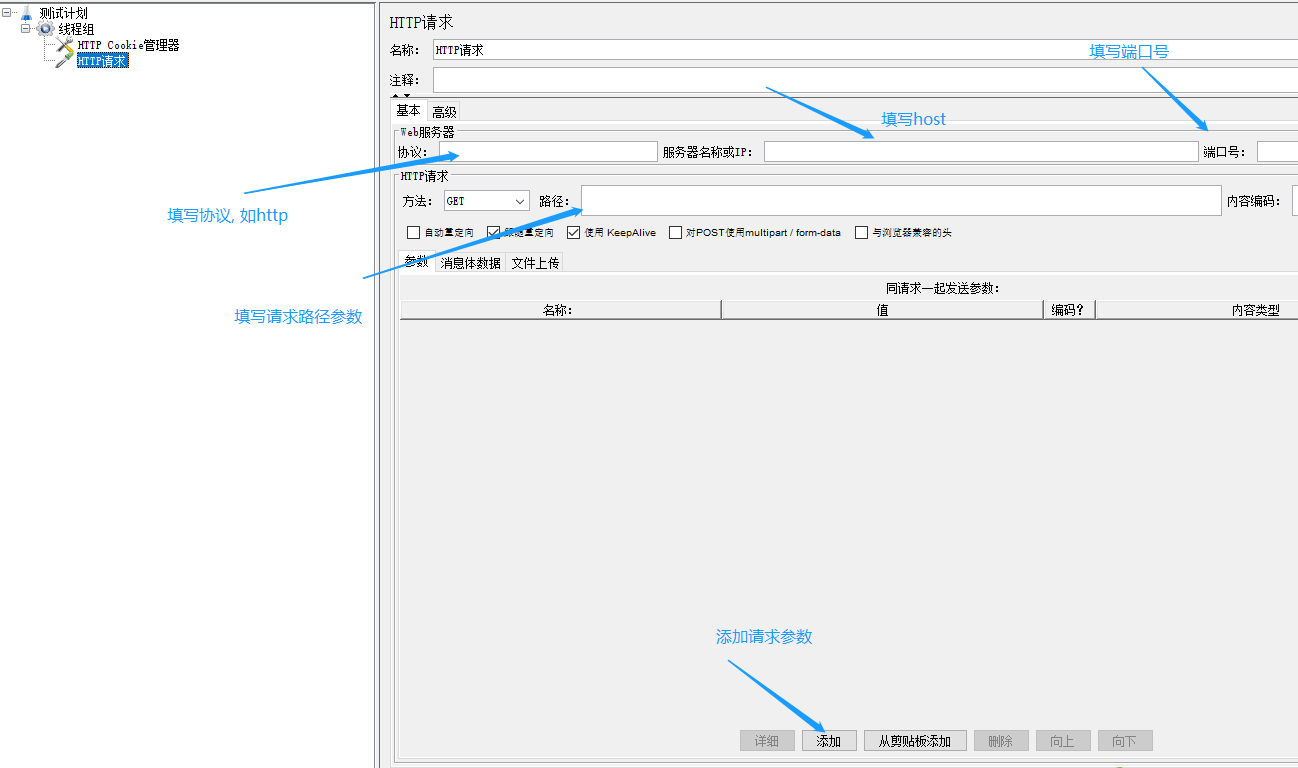 测试计划
线程组
HTTP Cookie管理器
HTTP请求
HTTP请求
名称: HTTP请求
填写端口号
注释:
基本 高级
填写host
Web服务器
协议: 服务器名称或IP: 端口号:
HTTP请求
方法: GET 路径: 内容编码:
填写协议, 如http
自动重定向 跟随重定向 使用 KeepAlive 对POST使用multipart / form-data 与浏览器兼容的头
参数 消息体数据 文件上传
同请求一起发送参数:
填写请求路径参数
名称: 值 编码? 内容类型
添加请求参数
详细 添加 从剪贴板添加 删除 向上 向下